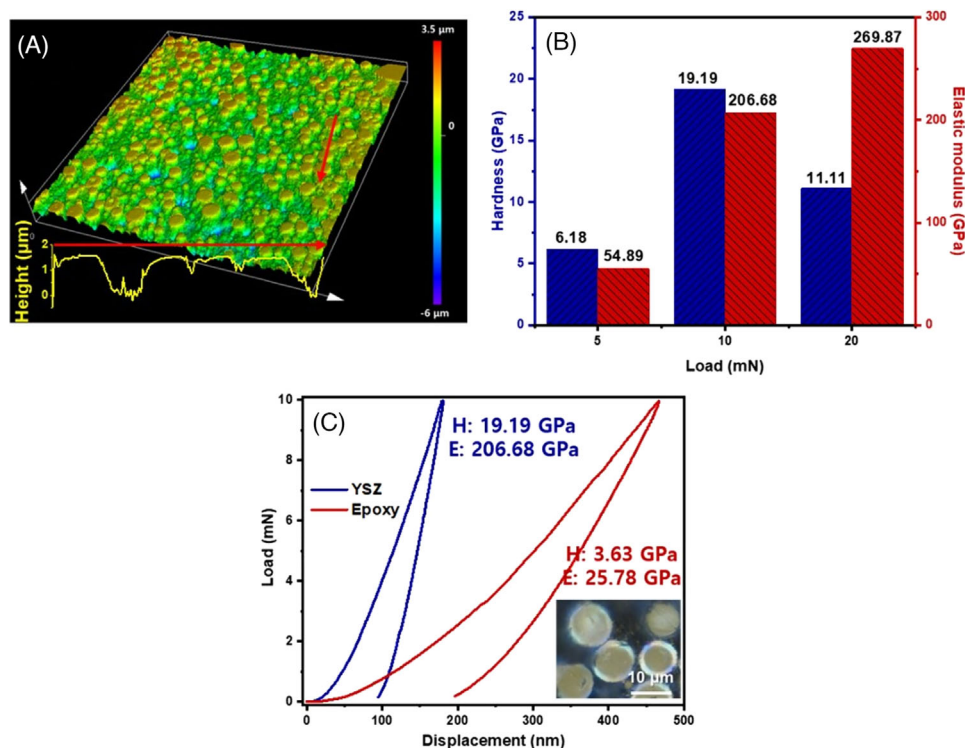 (A)
3.5 µm
0
-6 µm
0
Height (µm)
2
1
0
(B)
Hardness (GPa)
25
20
15
10
5
0
6.18
54.89
19.19
206.68
11.11
269.87
5
10
20
Load (mN)
300
200
100
0
Elastic modulus (GPa)
(C)
Load (mN)
10
8
6
4
2
0
H: 19.19 GPa
E: 206.68 GPa
YSZ
Epoxy
H: 3.63 GPa
E: 25.78 GPa
10 µm
0
100
200
300
400
500
Displacement (nm)